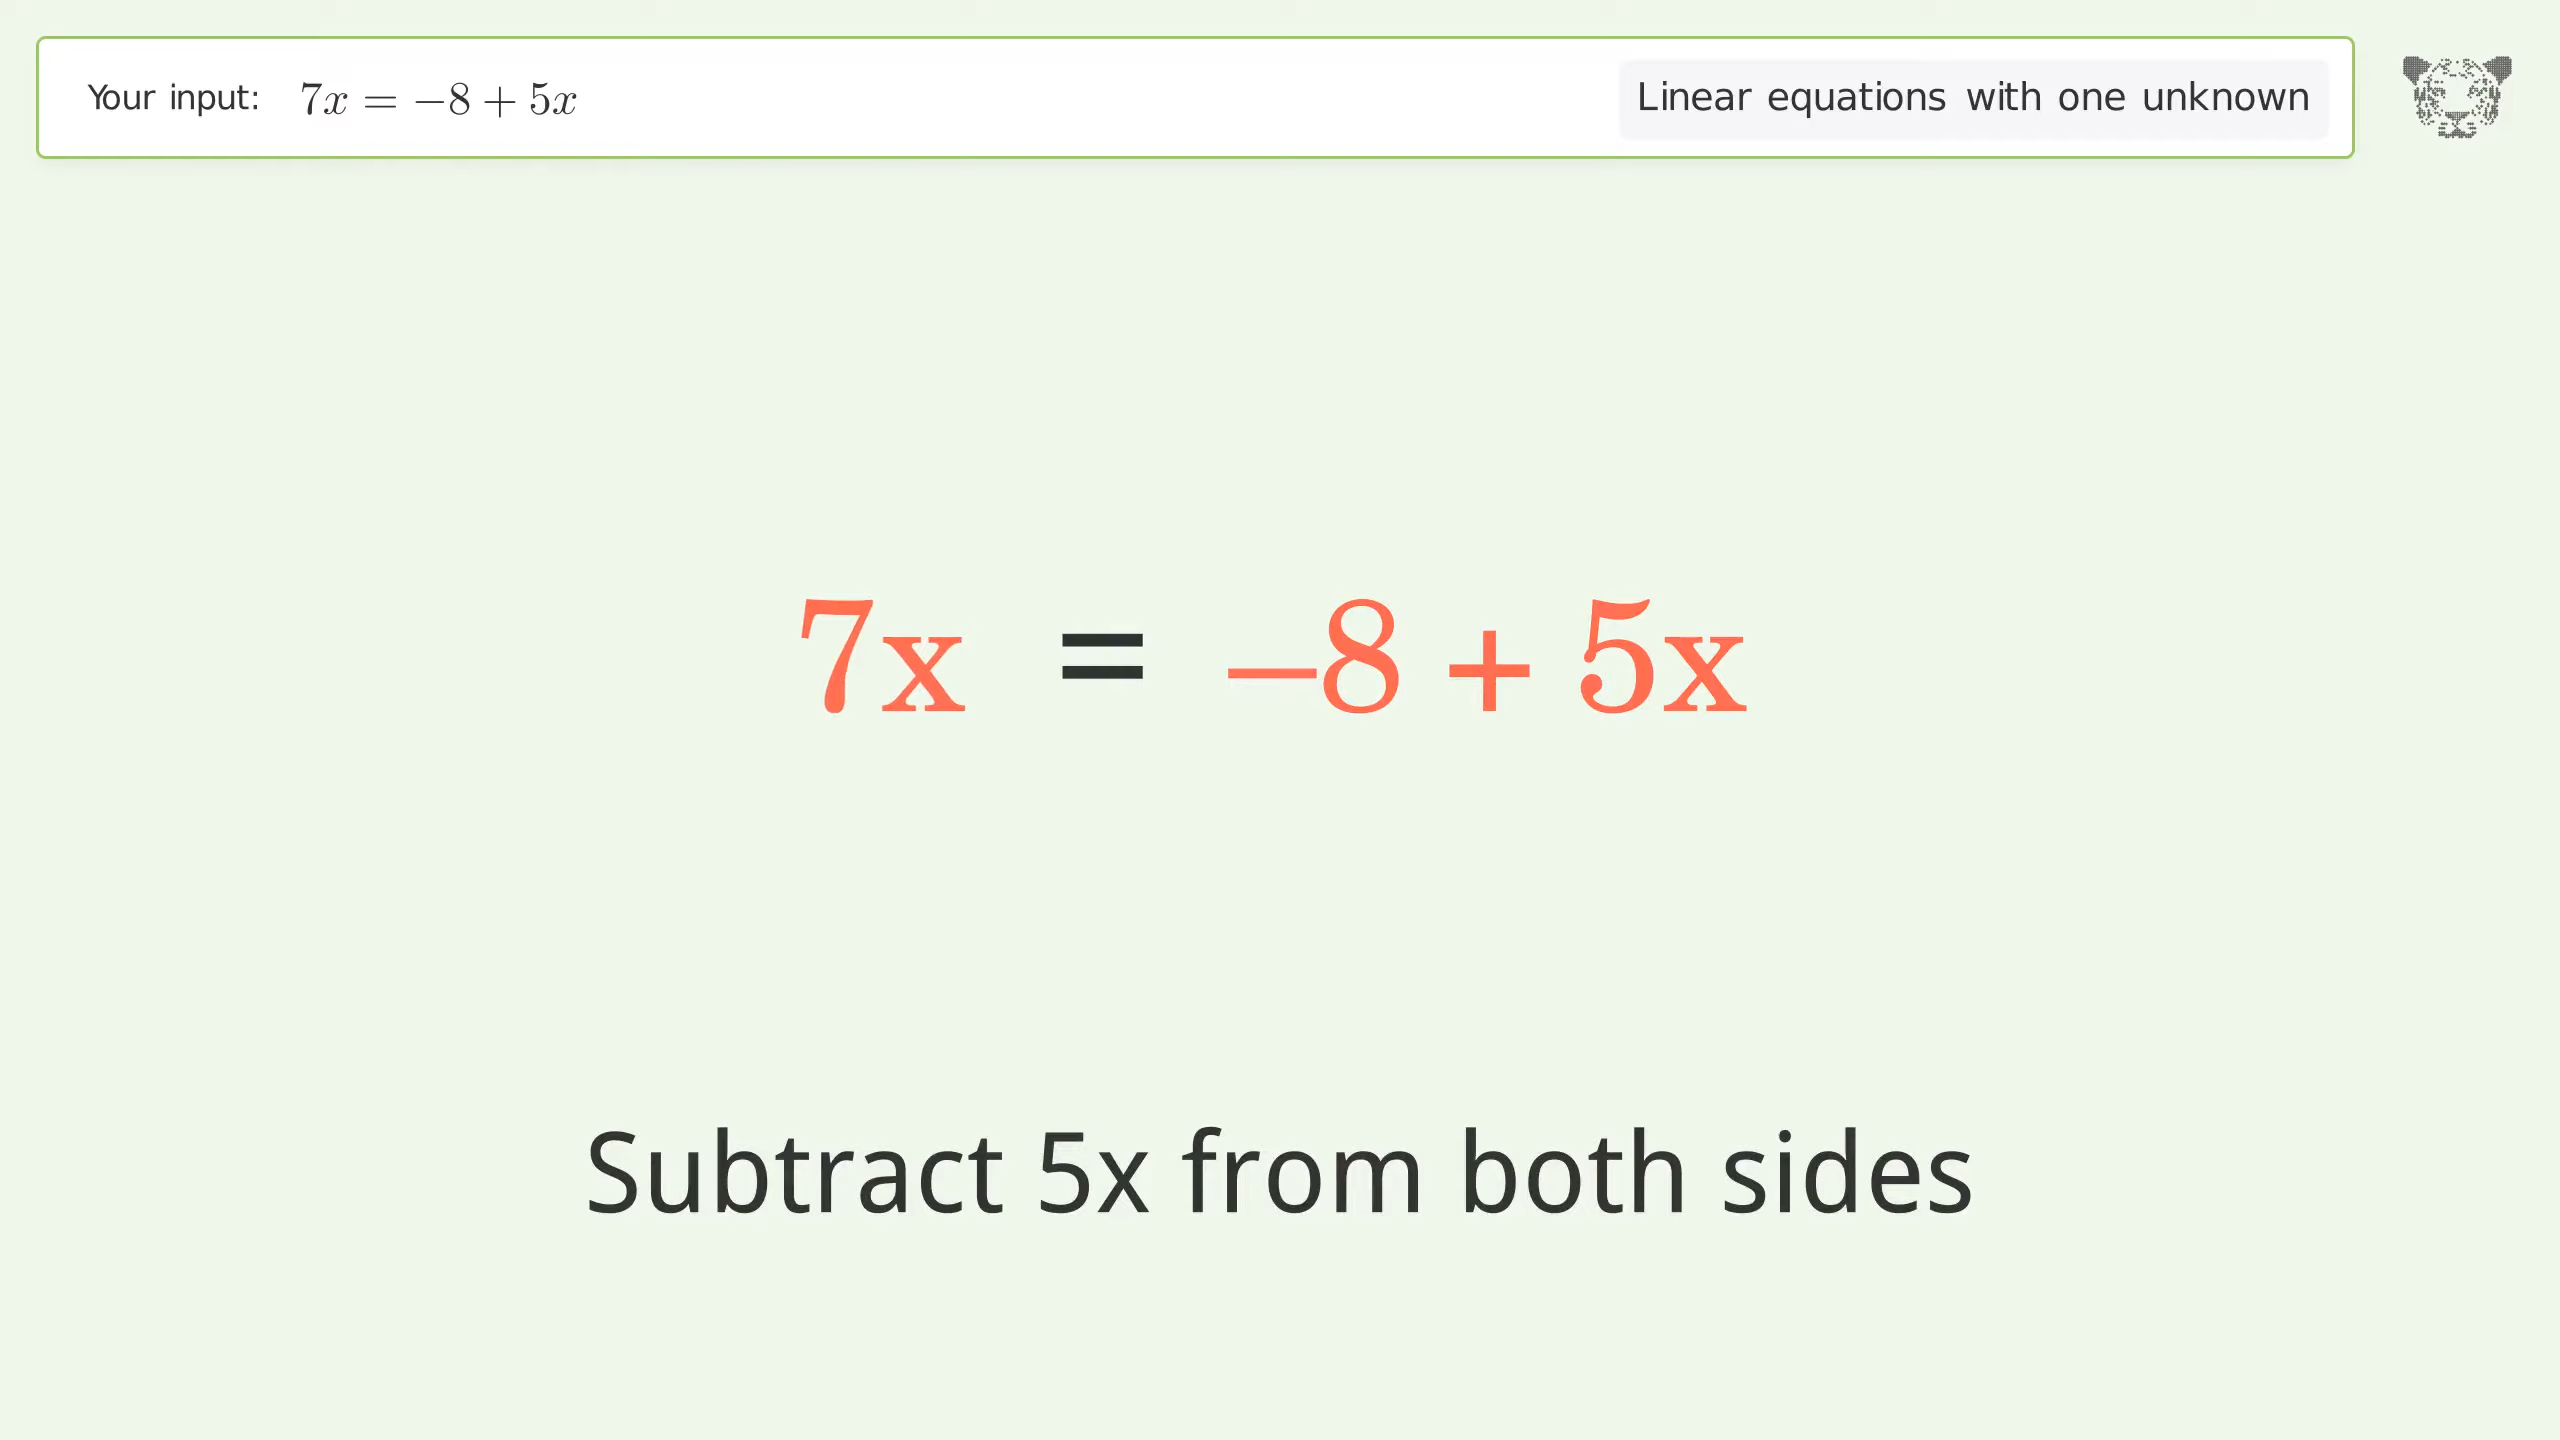 Your input: 7x = −8 + 5x
Linear equations with one unknown
7x = −8 + 5x
Subtract 5x from both sides